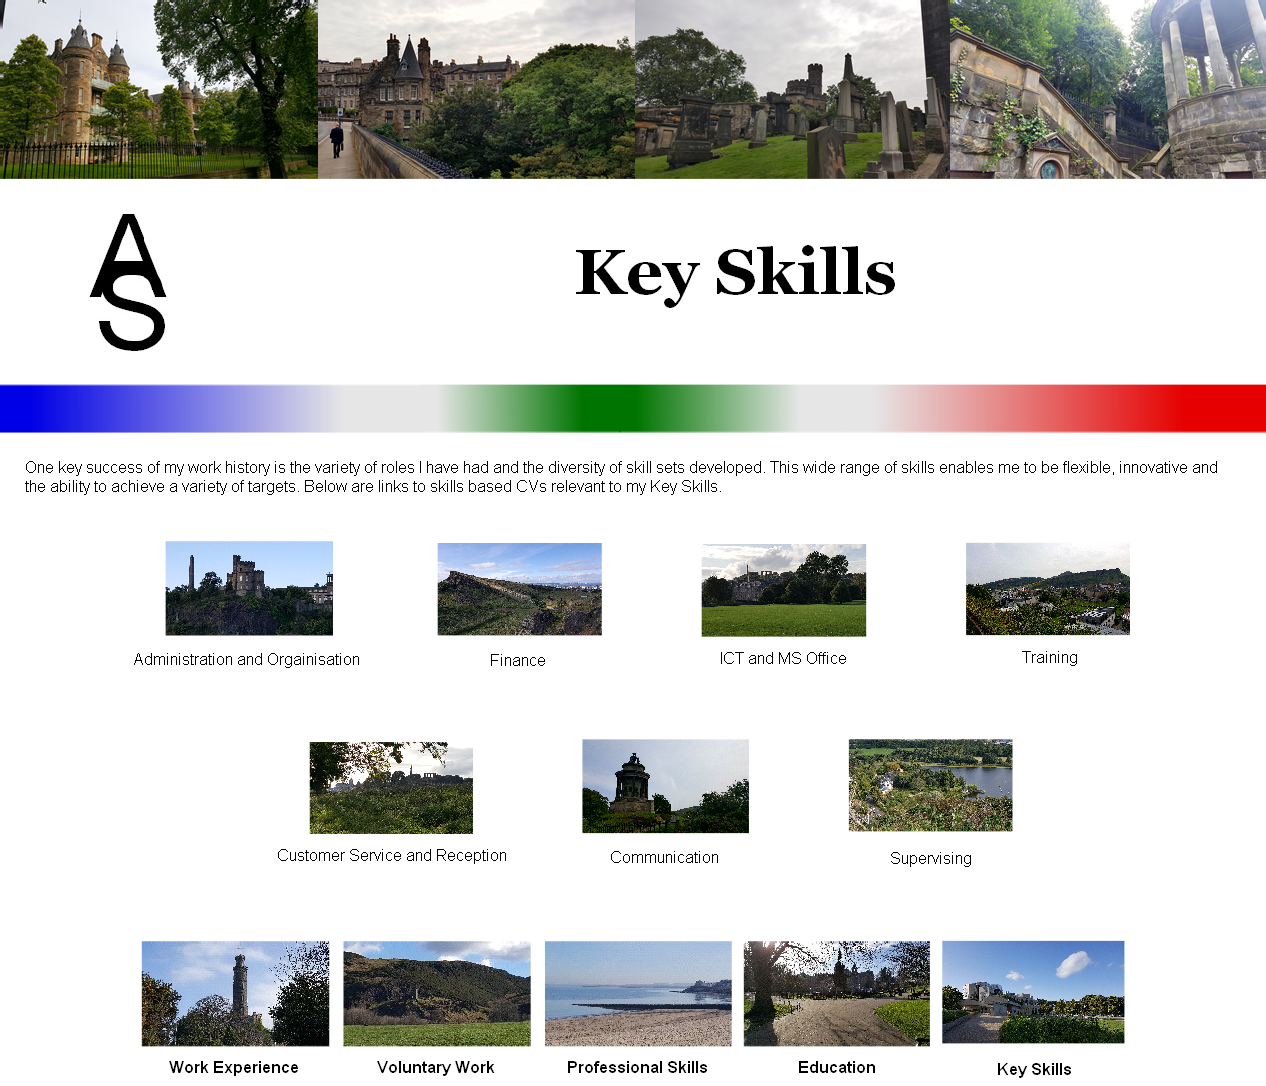 AS
Key Skills
One key success of my work history is the variety of roles I have had and the diversity of skill sets developed. This wide range of skills enables me to be flexible, innovative and
the ability to achieve a variety of targets. Below are links to skills based CVs relevant to my Key Skills.
Administration and Orgainisation
Finance
ICT and MS Office
Training
Customer Service and Reception
Communication
Supervising
Work Experience
Voluntary Work
Professional Skills
Education
Key Skills